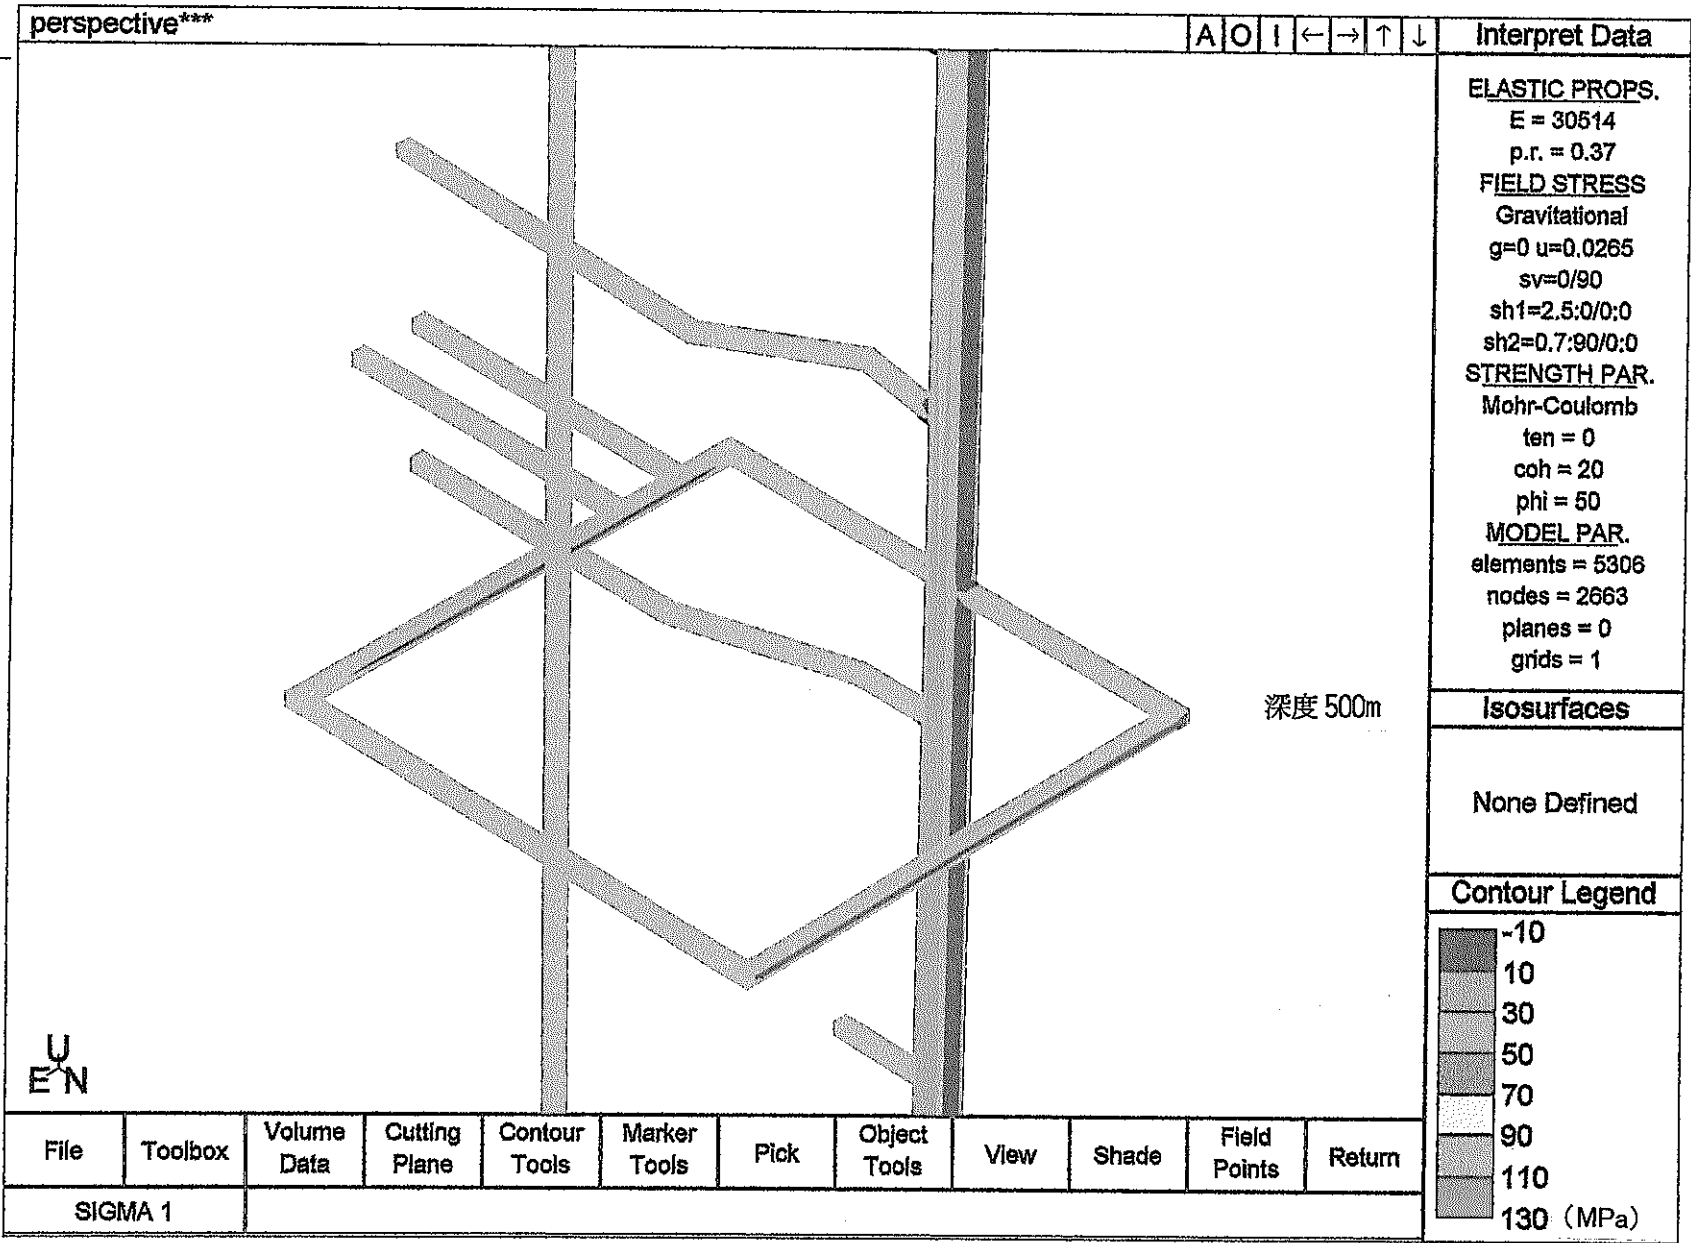 perspective***
A O I ← → ↑ ↓
Interpret Data
ELASTIC PROPS.
E = 30514
p.r. = 0.37
FIELD STRESS
Gravitational
g=0 u=0.0265
sv=0/90
sh1=2.5:0/0:0
sh2=0.7:90/0:0
STRENGTH PAR.
Mohr-Coulomb
ten = 0
coh = 20
phi = 50
MODEL PAR.
elements = 5306
nodes = 2663
planes = 0
grids = 1
深度 500m
Isosurfaces
None Defined
Contour Legend
-10
10
30
50
70
90
110
130 (MPa)
U
E N
File
Toolbox
Volume
Data
Cutting
Plane
Contour
Tools
Marker
Tools
Pick
Object
Tools
View
Shade
Field
Points
Return
SIGMA 1